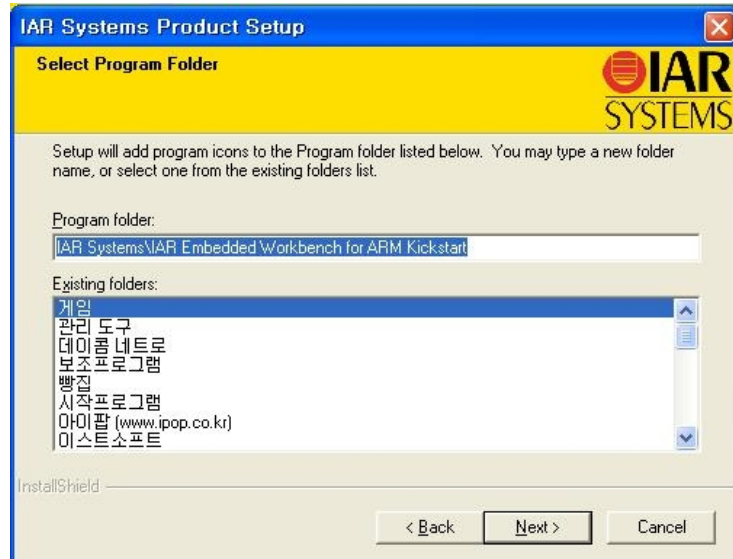 IAR Systems Product Setup
Select Program Folder
IAR
SYSTEMS
Setup will add program icons to the Program folder listed below. You may type a new folder
name, or select one from the existing folders list.
Program folder:
IAR Systems\IAR Embedded Workbench for ARM Kickstart
Existing folders:
게임
관리 도구
데이콤 네트로
보조프로그램
빵집
시작프로그램
아이팝 (www.ipop.co.kr)
이스트소프트
InstallShield
< Back
Next >
Cancel